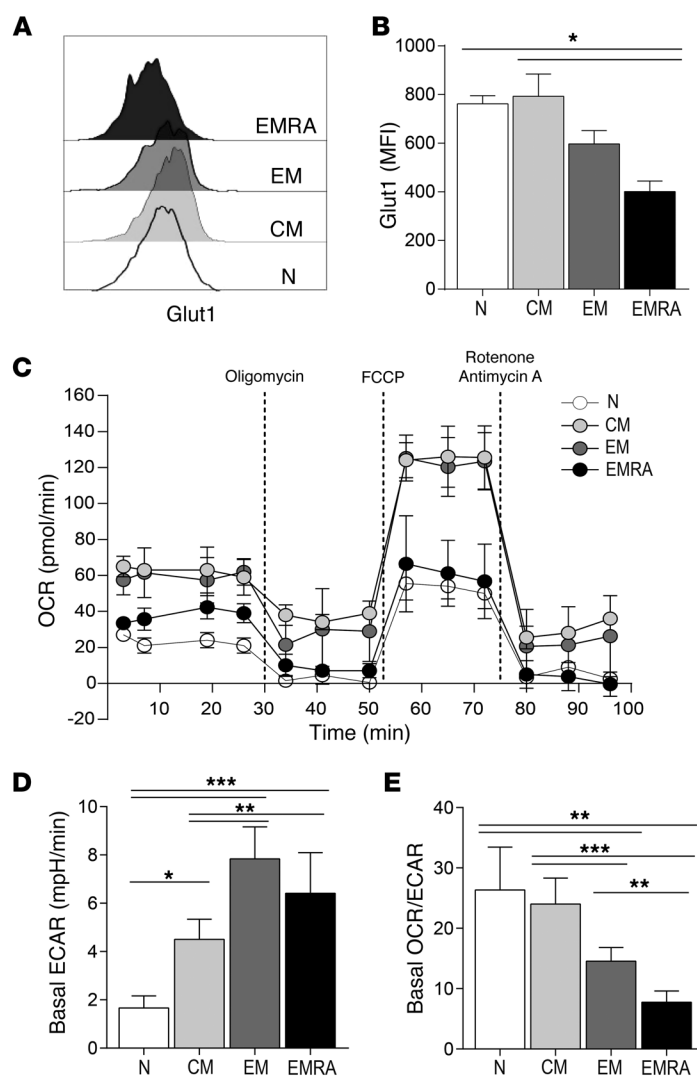 A
EMRA
EM
CM
N
Glut1
B
*
1000
800
600
400
200
0
Glut1 (MFI)
N CM EM EMRA
C
Oligomycin
FCCP
Rotenone
Antimycin A
N
CM
EM
EMRA
160
140
120
100
80
60
40
20
0
-20
OCR (pmol/min)
10 20 30 40 50 60 70 80 90 100
Time (min)
D
***
**
*
10
8
6
4
2
0
Basal ECAR (mpH/min)
N CM EM EMRA
E
**
***
**
40
30
20
10
0
Basal OCR/ECAR
N CM EM EMRA